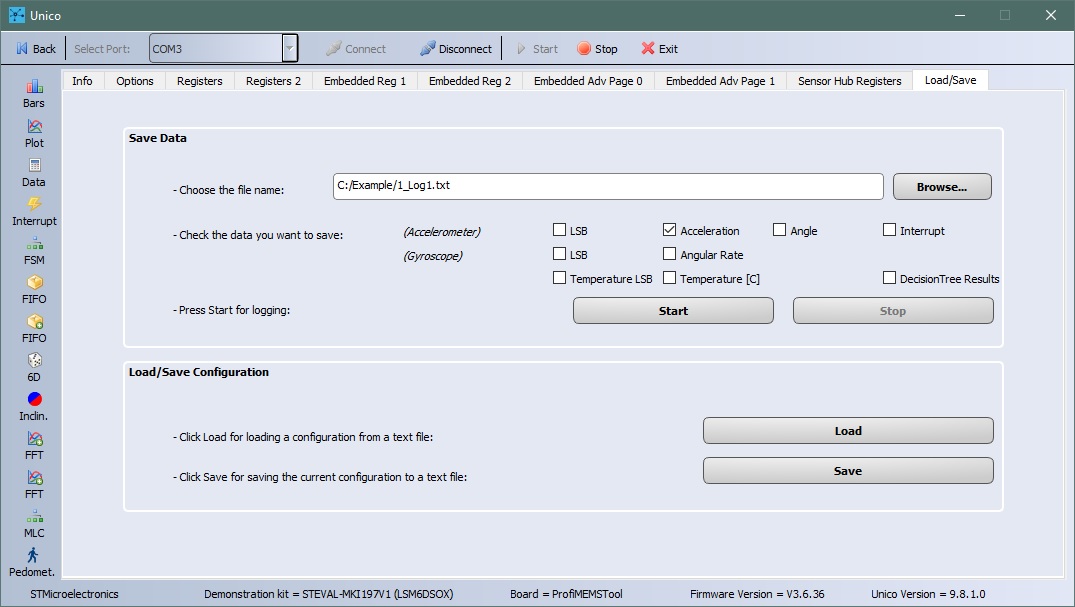 Unico
Back Select Port: COM3 Connect Disconnect Start Stop Exit
Info Options Registers Registers 2 Embedded Reg 1 Embedded Reg 2 Embedded Adv Page 0 Embedded Adv Page 1 Sensor Hub Registers Load/Save
Bars
Plot
Data
Interrupt
FSM
FIFO
FIFO
6D
Inclin.
FFT
FFT
MLC
Pedomet.
Save Data
- Choose the file name: C:/Example/1_Log1.txt Browse...
- Check the data you want to save: (Accelerometer) LSB Acceleration Angle Interrupt
(Gyroscope) LSB Angular Rate
Temperature LSB Temperature [C] DecisionTree Results
- Press Start for logging: Start Stop
Load/Save Configuration
- Click Load for loading a configuration from a text file: Load
- Click Save for saving the current configuration to a text file: Save
STMicroelectronics Demonstration kit = STEVAL-MKI197V1 (LSM6DSOX) Board = ProfiMEMSTool Firmware Version = V3.6.36 Unico Version = 9.8.1.0